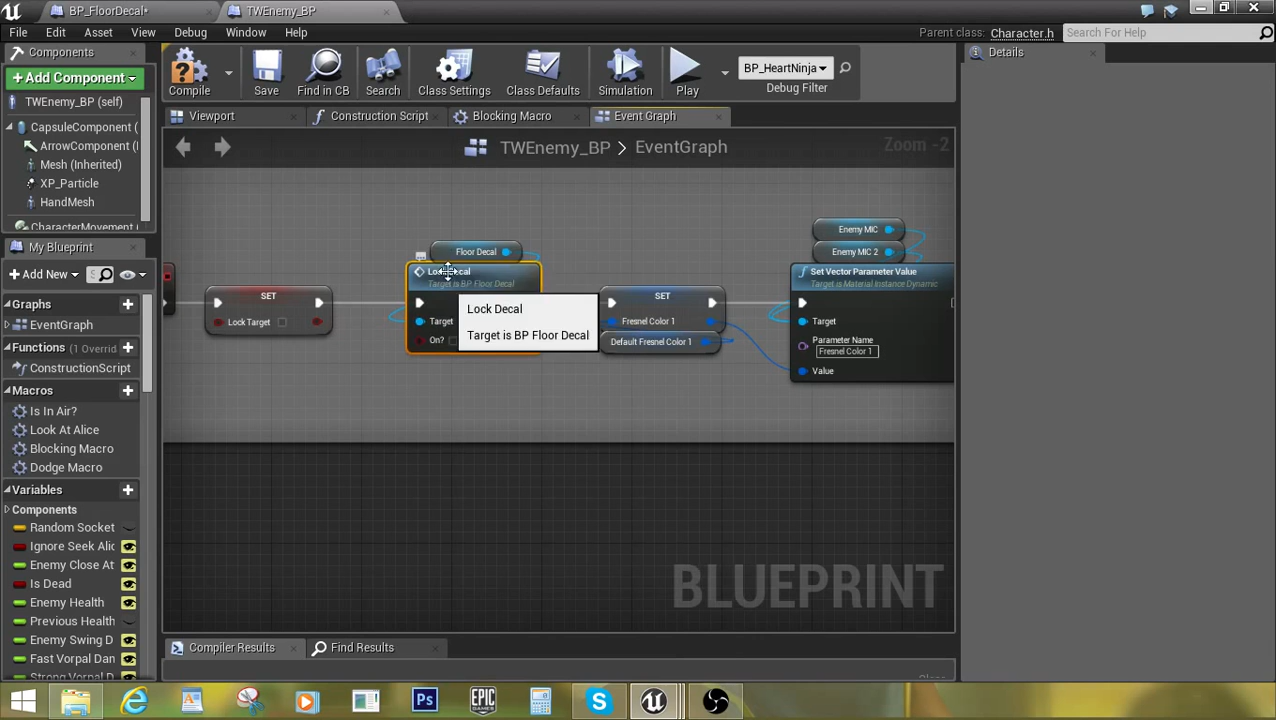 BP_FloorDecal*
TWEnemy_BP
File Edit Asset View Debug Window Help
Parent class: Character.h
Search For Help
Components
Add Component
TWEnemy_BP (self)
CapsuleComponent (
ArrowComponent (
Mesh (Inherited)
XP_Particle
HandMesh
CharacterMovement (
Compile
Save
Find in CB
Search
Class Settings
Class Defaults
Simulation
Play
BP_HeartNinja
Debug Filter
Details
Viewport
Construction Script
Blocking Macro
Event Graph
TWEnemy_BP > EventGraph
Zoom -2
My Blueprint
Add New
Graphs
EventGraph
Functions (1 Overrid
ConstructionScript
Macros
Is In Air?
Look At Alice
Blocking Macro
Dodge Macro
Variables
Components
Random Socket
Ignore Seek Alic
Enemy Close At
Is Dead
Enemy Health
Previous Health
Enemy Swing D
Fast Vorpal Dan
Strong Vorpal D
SET
Lock Target
Floor Decal
Target is BP Floor Decal
Target
On?
Lock Decal
Target is BP Floor Decal
SET
Fresnel Color 1
Default Fresnel Color 1
Enemy MIC
Enemy MIC 2
Set Vector Parameter Value
Target is Material Instance Dynamic
Target
Parameter Name
Fresnel Color 1
Value
BLUEPRINT
Compiler Results
Find Results
Ps
EPIC
GAMES